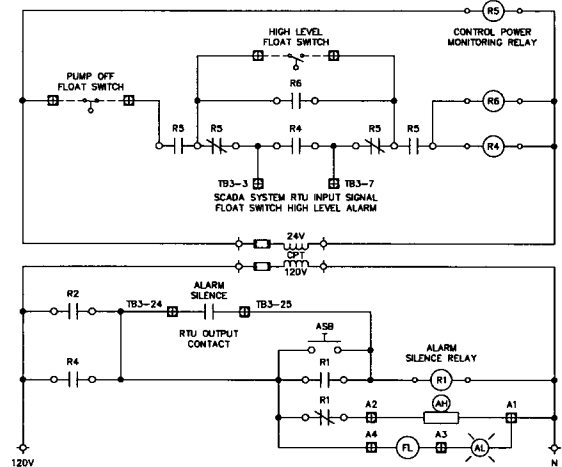 R5
HIGH LEVEL
FLOAT SWITCH
CONTROL POWER
MONITORING RELAY
PUMP OFF
FLOAT SWITCH
R6
R6
R5
R5
R4
R5
R5
R4
TB3-3
TB3-7
SCADA SYSTEM RTU INPUT SIGNAL
FLOAT SWITCH HIGH LEVEL ALARM
24V
CPT
120V
R2
TB3-24
ALARM
SILENCE
TB3-25
RTU OUTPUT
CONTACT
ASB
ALARM
SILENCE RELAY
R4
R1
R1
R1
A2
AH
A1
A4
FL
A3
AL
120V
N